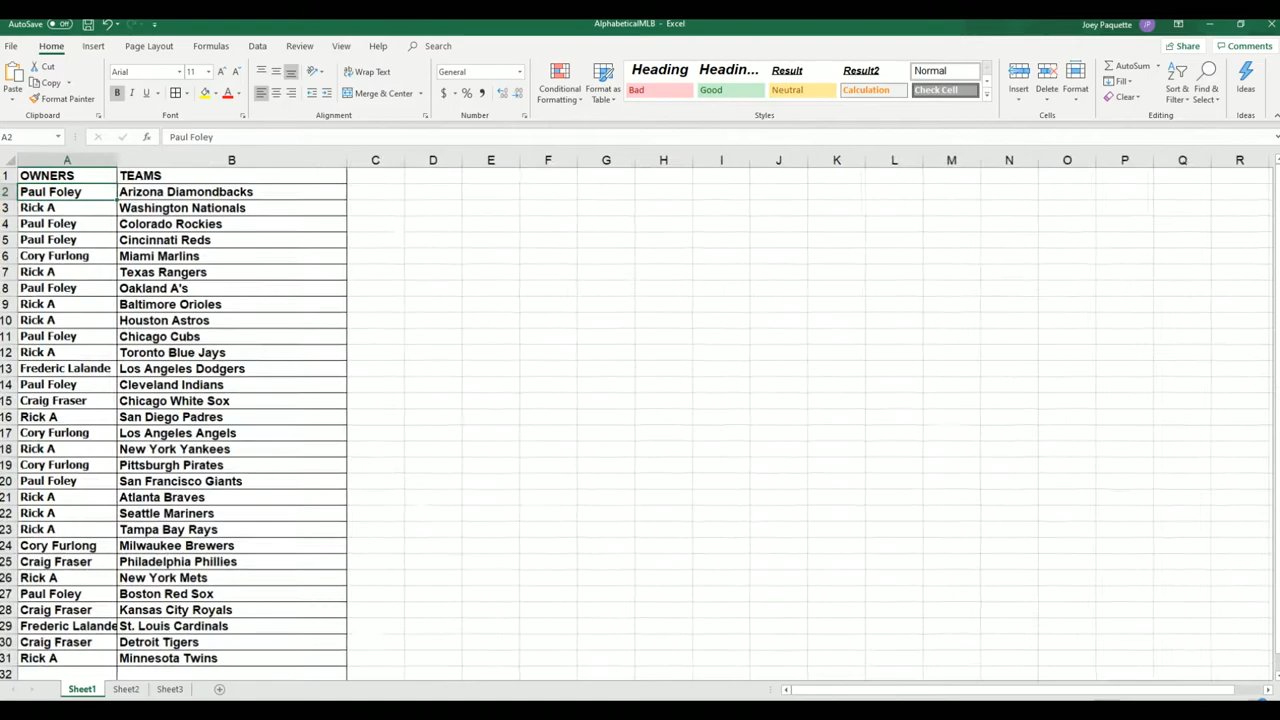 AutoSave Off AlphabeticalMLB - Excel Joey Paquette JP
File Home Insert Page Layout Formulas Data Review View Help Search Share Comments
Paste Cut Copy Format Painter Clipboard
Arial 11 A A B I U A Font
Wrap Text Merge & Center Alignment
General $ % Number
Conditional Formatting Format as Table
Heading Headin... Result Result2 Normal
Bad Good Neutral Calculation Check Cell
Styles
Insert Delete Format Cells
AutoSum Fill Clear Sort & Filter Find & Select Editing
Ideas Ideas
A2 fx Paul Foley
A B C D E F G H I J K L M N O P Q R
1 OWNERS TEAMS
2 Paul Foley Arizona Diamondbacks
3 Rick A Washington Nationals
4 Paul Foley Colorado Rockies
5 Paul Foley Cincinnati Reds
6 Cory Furlong Miami Marlins
7 Rick A Texas Rangers
8 Paul Foley Oakland A's
9 Rick A Baltimore Orioles
10 Rick A Houston Astros
11 Paul Foley Chicago Cubs
12 Rick A Toronto Blue Jays
13 Frederic Lalande Los Angeles Dodgers
14 Paul Foley Cleveland Indians
15 Craig Fraser Chicago White Sox
16 Rick A San Diego Padres
17 Cory Furlong Los Angeles Angels
18 Rick A New York Yankees
19 Cory Furlong Pittsburgh Pirates
20 Paul Foley San Francisco Giants
21 Rick A Atlanta Braves
22 Rick A Seattle Mariners
23 Rick A Tampa Bay Rays
24 Cory Furlong Milwaukee Brewers
25 Craig Fraser Philadelphia Phillies
26 Rick A New York Mets
27 Paul Foley Boston Red Sox
28 Craig Fraser Kansas City Royals
29 Frederic Lalande St. Louis Cardinals
30 Craig Fraser Detroit Tigers
31 Rick A Minnesota Twins
32
Sheet1 Sheet2 Sheet3